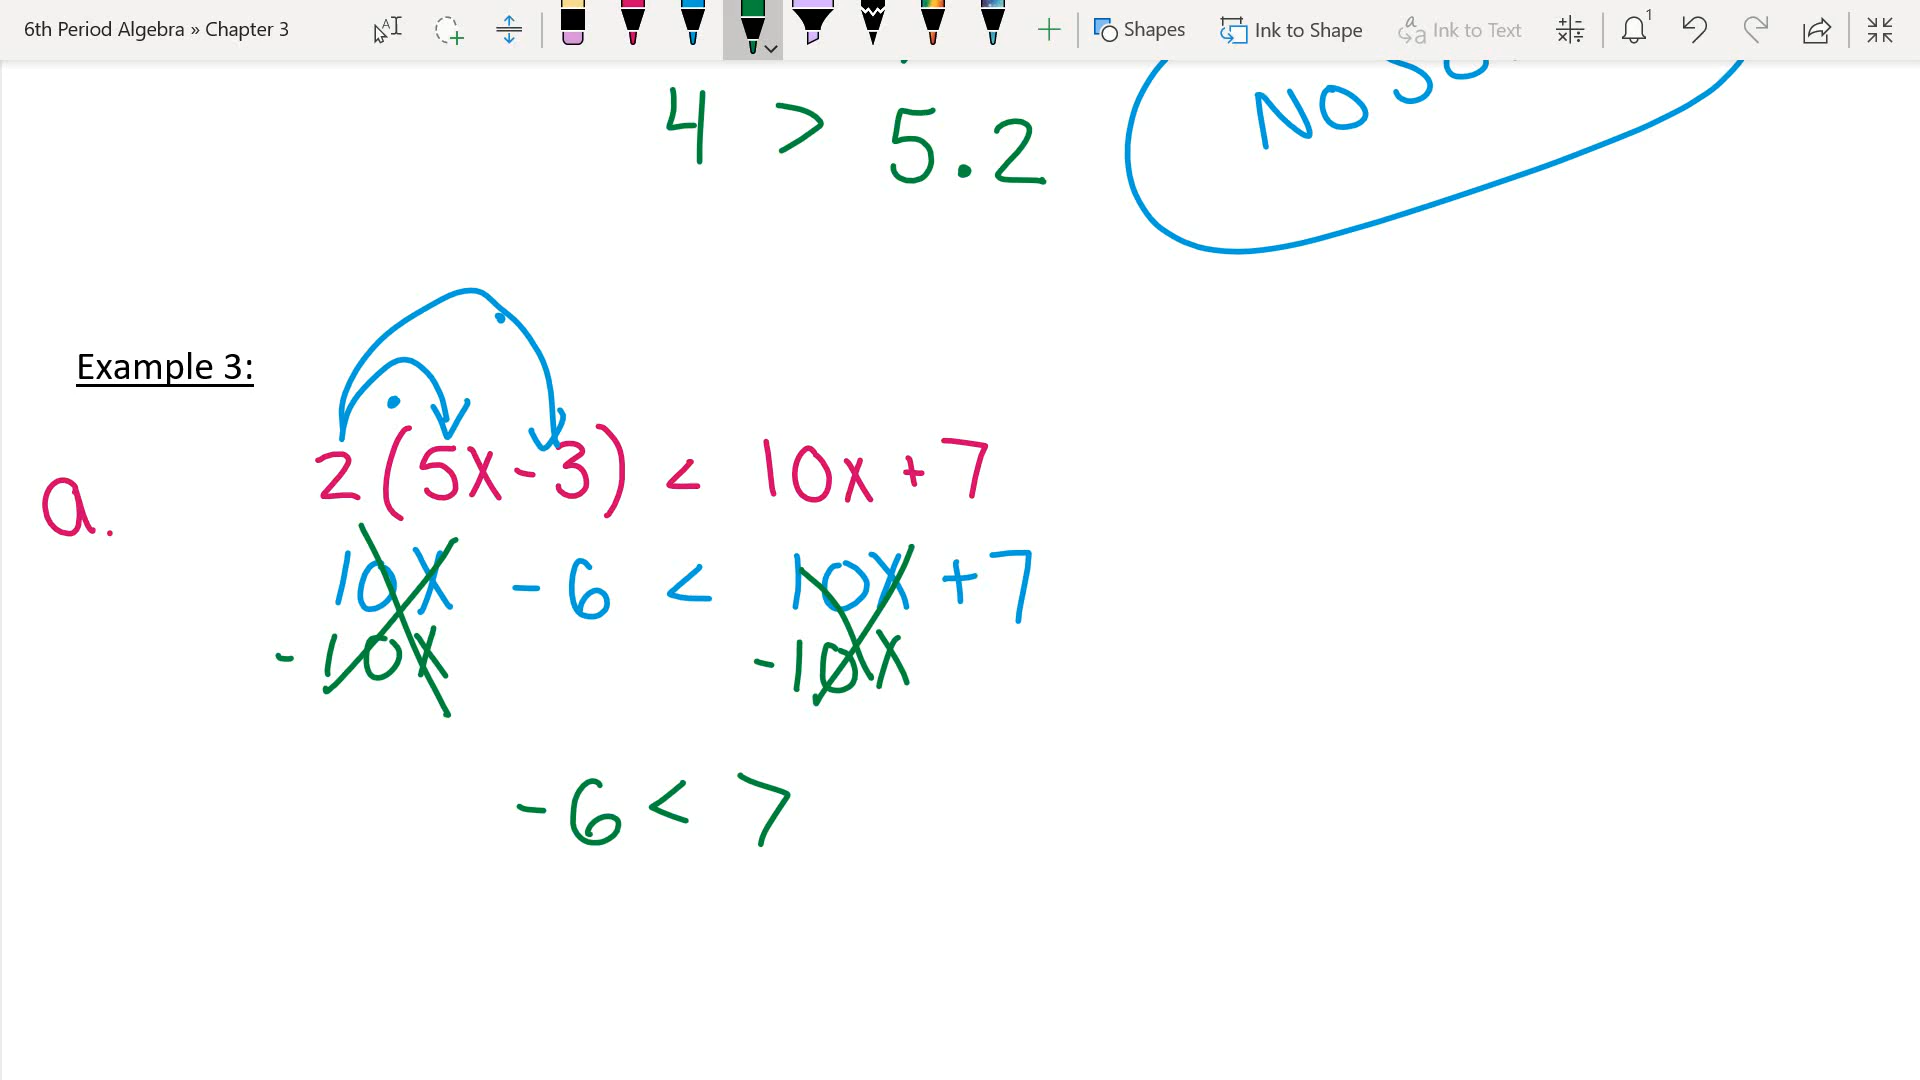 6th Period Algebra » Chapter 3
Shapes
Ink to Shape
Ink to Text
1
4 > 5.2
NO
Example 3:
a.
2(5x-3) < 10x+7
10x - 6 < 10x + 7
-10x -10x
-6 < 7